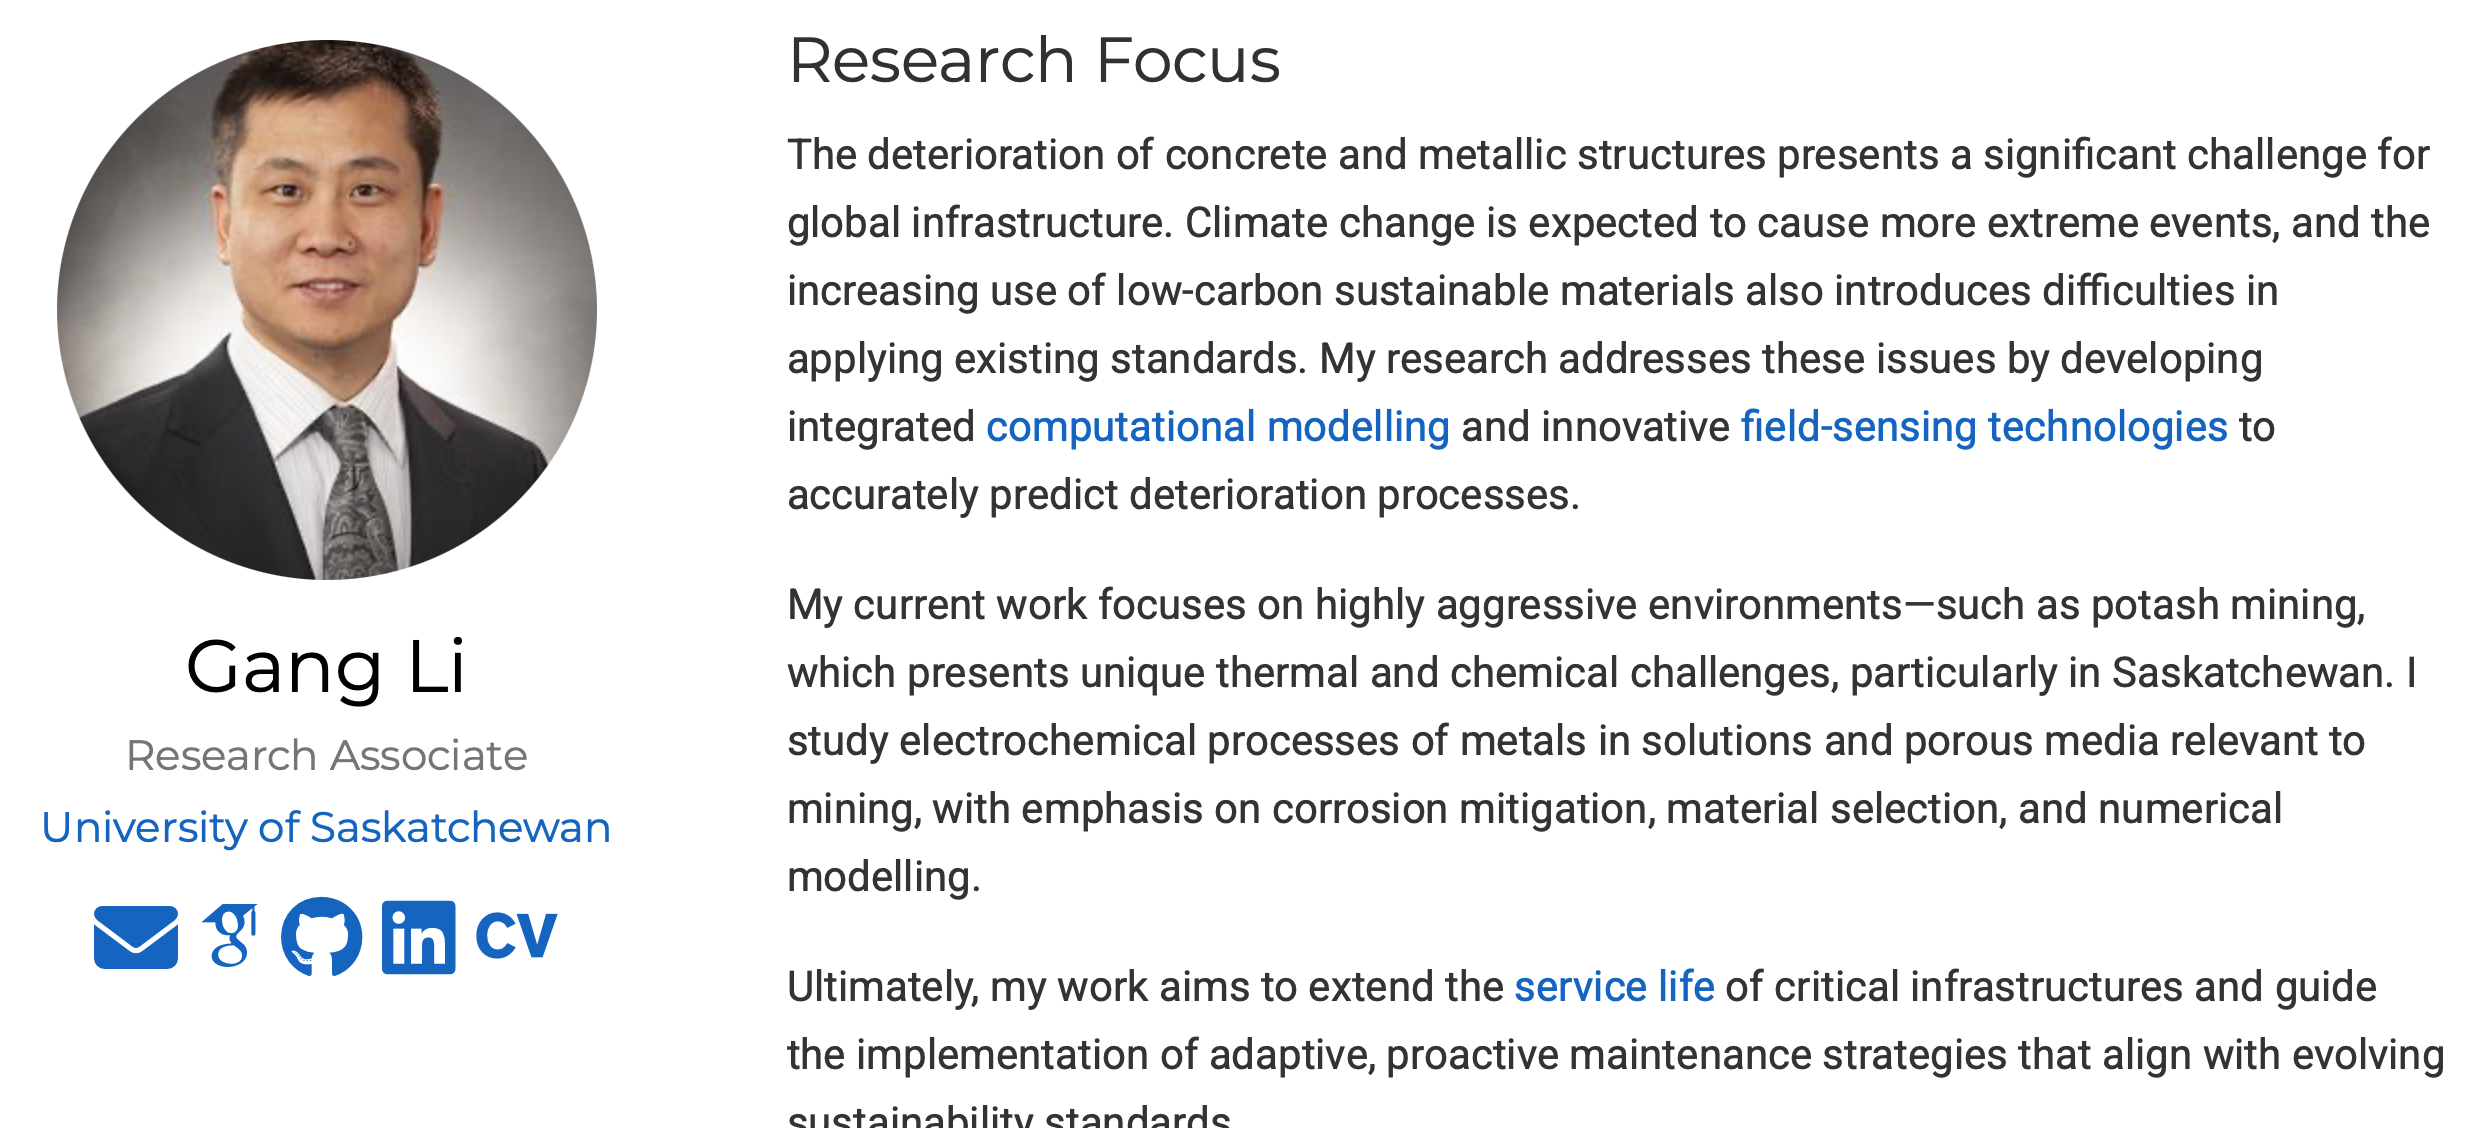 Gang Li
Research Associate
University of Saskatchewan
CV
Research Focus
The deterioration of concrete and metallic structures presents a significant challenge for
global infrastructure. Climate change is expected to cause more extreme events, and the
increasing use of low-carbon sustainable materials also introduces difficulties in
applying existing standards. My research addresses these issues by developing
integrated computational modelling and innovative field-sensing technologies to
accurately predict deterioration processes.
My current work focuses on highly aggressive environments—such as potash mining,
which presents unique thermal and chemical challenges, particularly in Saskatchewan. I
study electrochemical processes of metals in solutions and porous media relevant to
mining, with emphasis on corrosion mitigation, material selection, and numerical
modelling.
Ultimately, my work aims to extend the service life of critical infrastructures and guide
the implementation of adaptive, proactive maintenance strategies that align with evolving
sustainability standards.